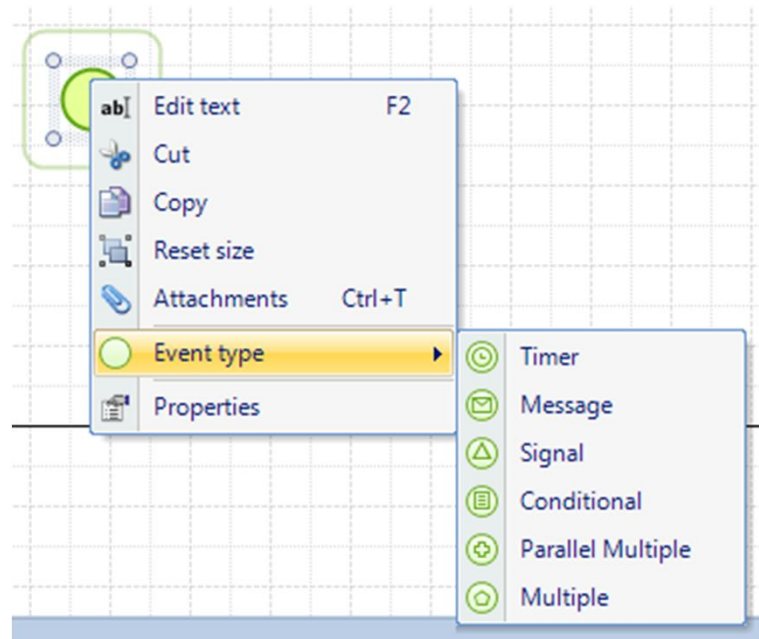 ab Edit text F2
Cut
Copy
Reset size
Attachments Ctrl+T
Event type
Properties
Timer
Message
Signal
Conditional
Parallel Multiple
Multiple